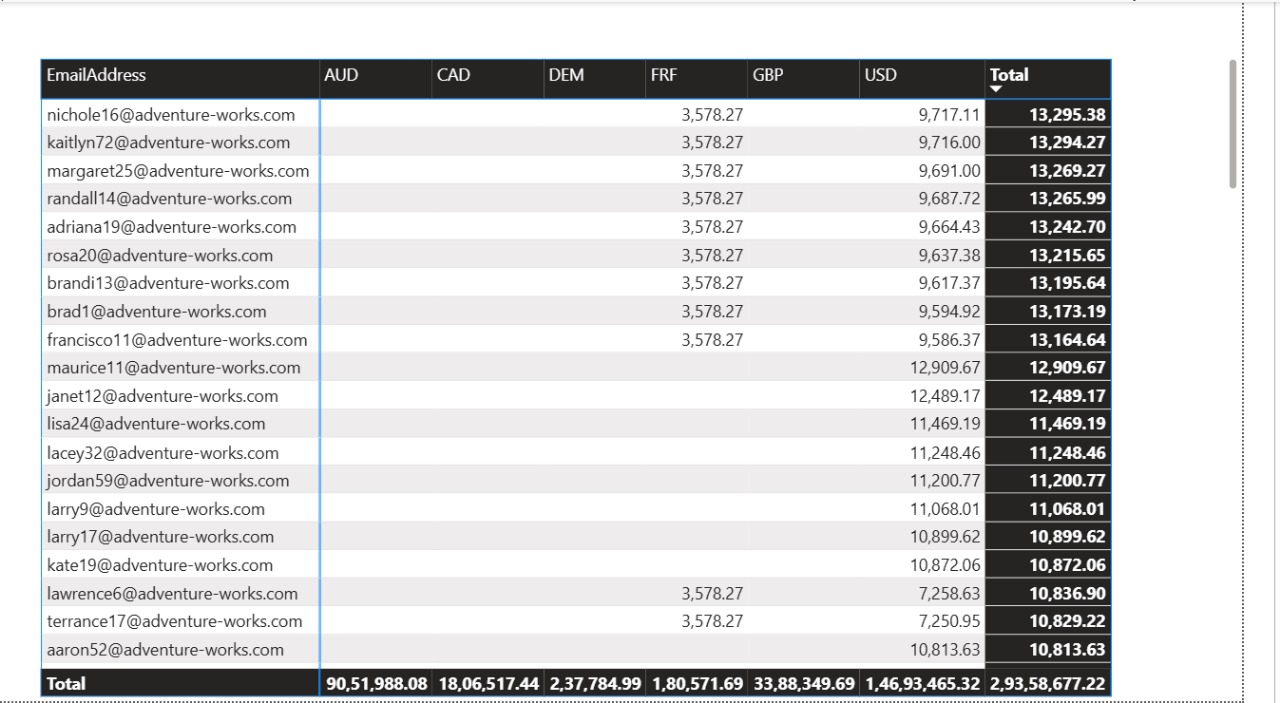 EmailAddress AUD CAD DEM FRF GBP USD Total
nichole16@adventure-works.com 3,578.27 9,717.11 13,295.38
kaitlyn72@adventure-works.com 3,578.27 9,716.00 13,294.27
margaret25@adventure-works.com 3,578.27 9,691.00 13,269.27
randall14@adventure-works.com 3,578.27 9,687.72 13,265.99
adriana19@adventure-works.com 3,578.27 9,664.43 13,242.70
rosa20@adventure-works.com 3,578.27 9,637.38 13,215.65
brandi13@adventure-works.com 3,578.27 9,617.37 13,195.64
brad1@adventure-works.com 3,578.27 9,594.92 13,173.19
francisco11@adventure-works.com 3,578.27 9,586.37 13,164.64
maurice11@adventure-works.com 12,909.67 12,909.67
janet12@adventure-works.com 12,489.17 12,489.17
lisa24@adventure-works.com 11,469.19 11,469.19
lacey32@adventure-works.com 11,248.46 11,248.46
jordan59@adventure-works.com 11,200.77 11,200.77
larry9@adventure-works.com 11,068.01 11,068.01
larry17@adventure-works.com 10,899.62 10,899.62
kate19@adventure-works.com 10,872.06 10,872.06
lawrence6@adventure-works.com 3,578.27 7,258.63 10,836.90
terrance17@adventure-works.com 3,578.27 7,250.95 10,829.22
aaron52@adventure-works.com 10,813.63 10,813.63
Total 90,51,988.08 18,06,517.44 2,37,784.99 1,80,571.69 33,88,349.69 1,46,93,465.32 2,93,58,677.22